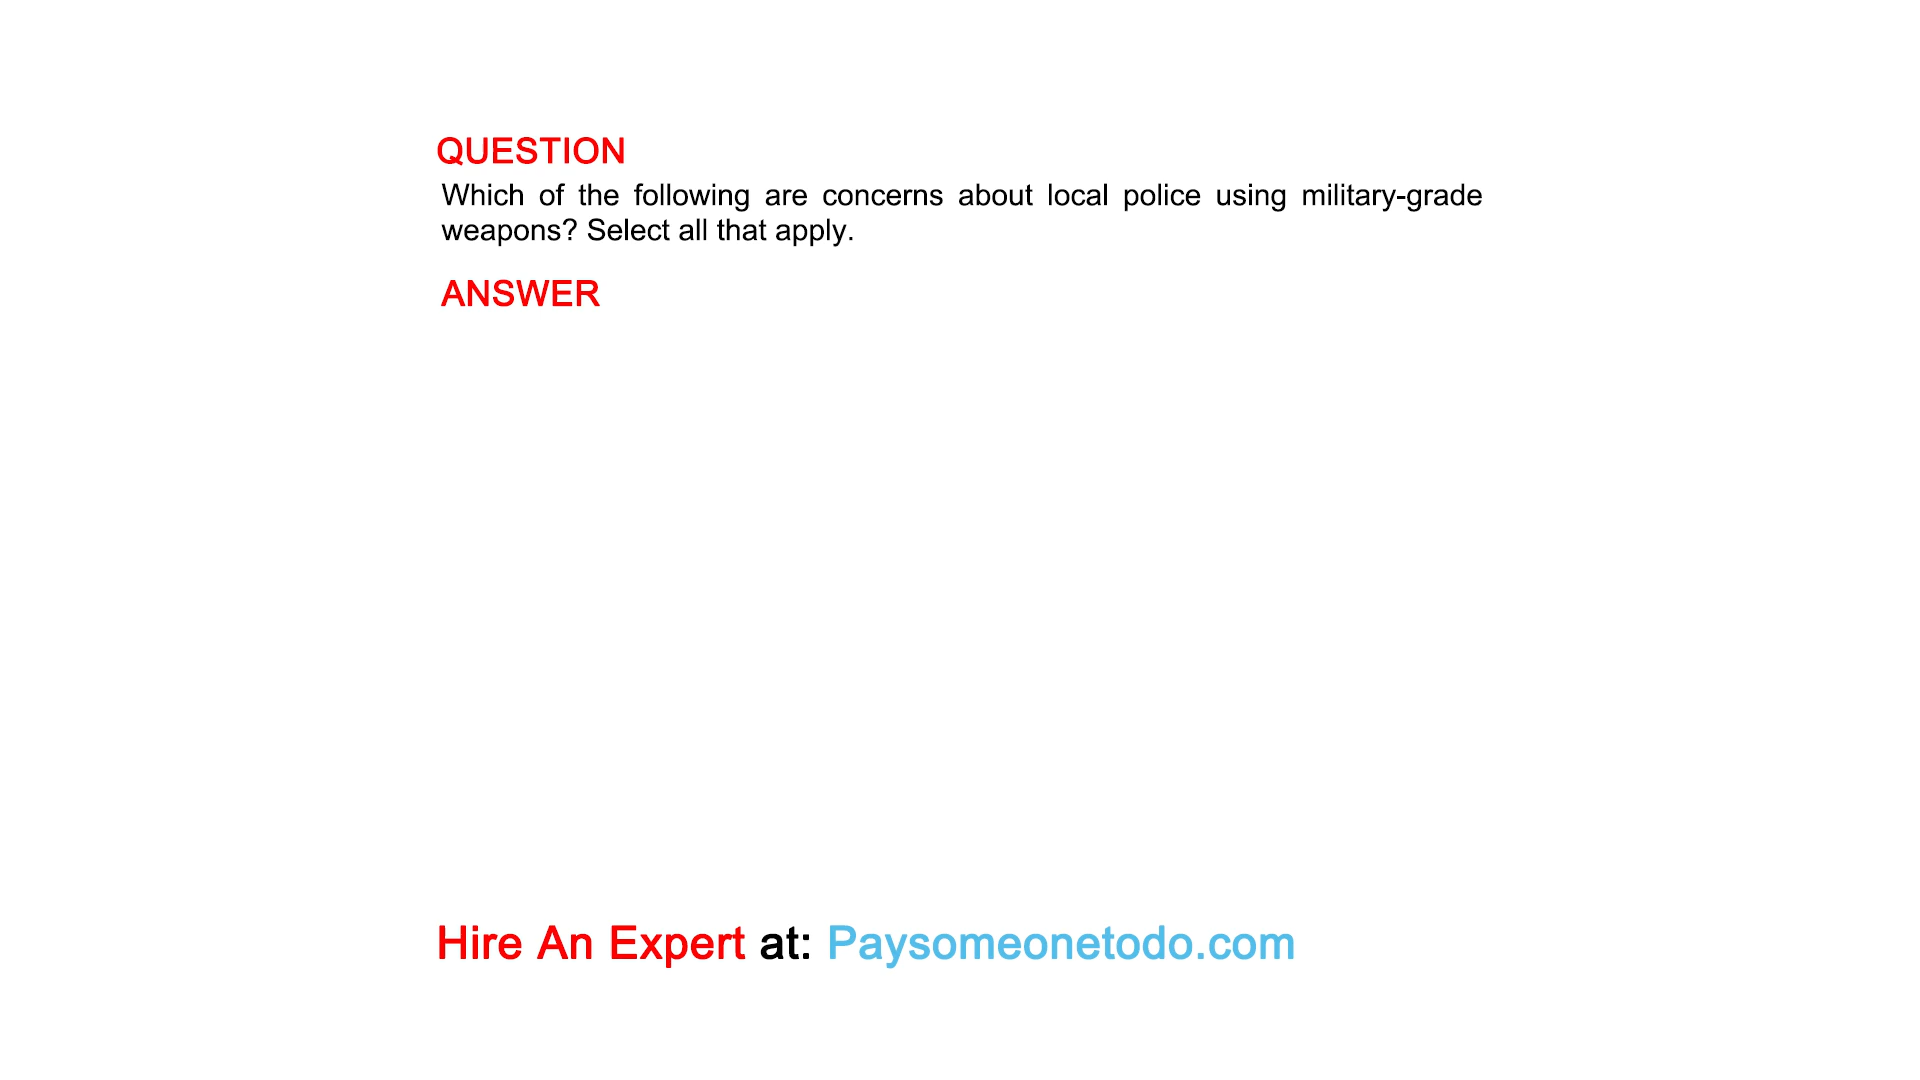 QUESTION
Which of the following are concerns about local police using military-grade
weapons? Select all that apply.
ANSWER
Hire An Expert at: Paysomeonetodo.com